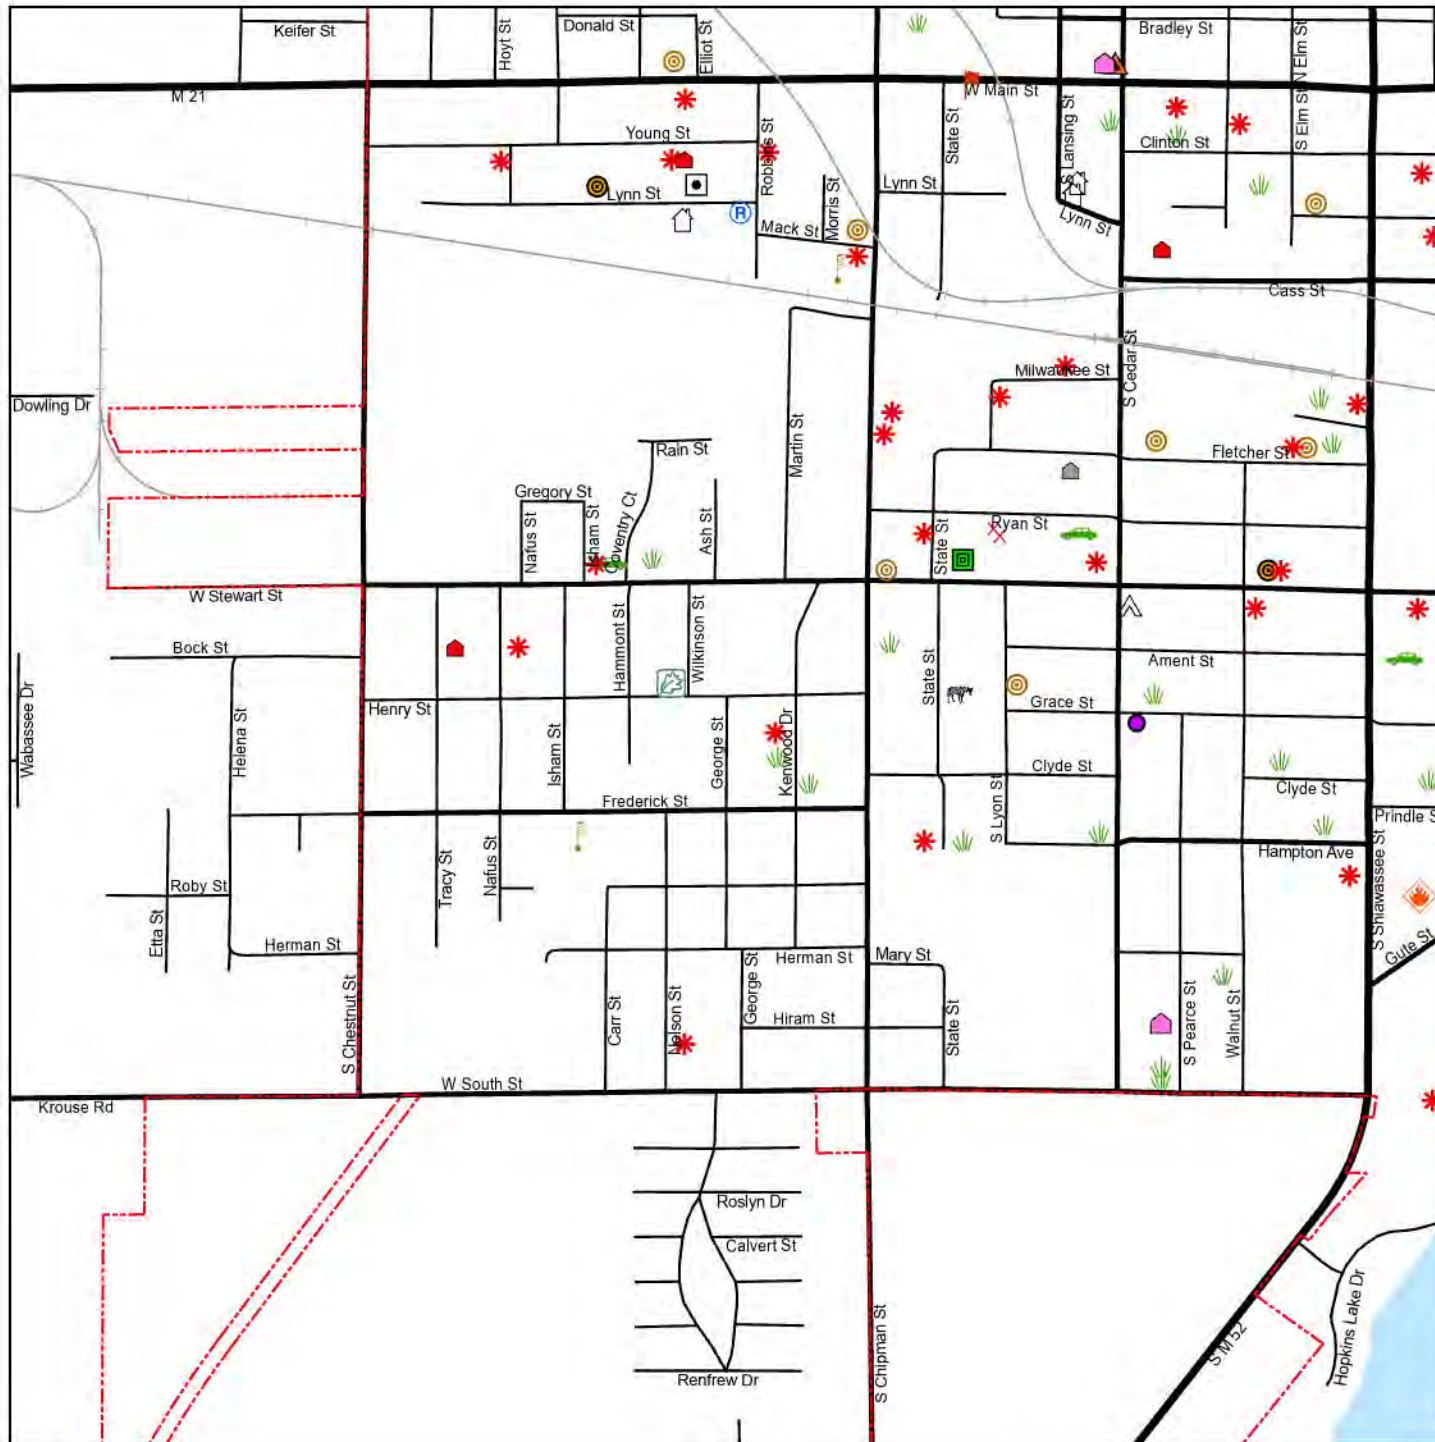 Keifer St
Hoyt St
Donald St
Elliot St
Bradley St
S Elm St N Elm St
M 21
W Main St
Young St
Robbins St
State St
S Lansing St
Clinton St
Lynn St
R
Lynn St
Morris St
Mack St
Lynn St
Cass St
S Cedar St
Milwaukee St
Dowling Dr
Martin St
Rain St
Fletcher St
Gregory St
Nafus St
Isham St
Coventry Ct
Ash St
State St
Ryan St
W Stewart St
Hammont St
Wilkinson St
Bock St
State St
Ament St
Wabassee Dr
Helena St
Henry St
Isham St
George St
Kenwood Dr
Grace St
Clyde St
Clyde St
Frederick St
S Lyon St
Prindle S
Hampton Ave
Tracy St
Nafus St
Roby St
Etta St
Herman St
S Shiawassee St
Gute St
Herman St
Mary St
S Chestnut St
Carr St
Nelson St
George St
Hiram St
State St
S Pearce St
Walnut St
W South St
Krouse Rd
Roslyn Dr
Calvert St
Renfrew Dr
S Chipman St
S M 52
Hopkins Lake Dr